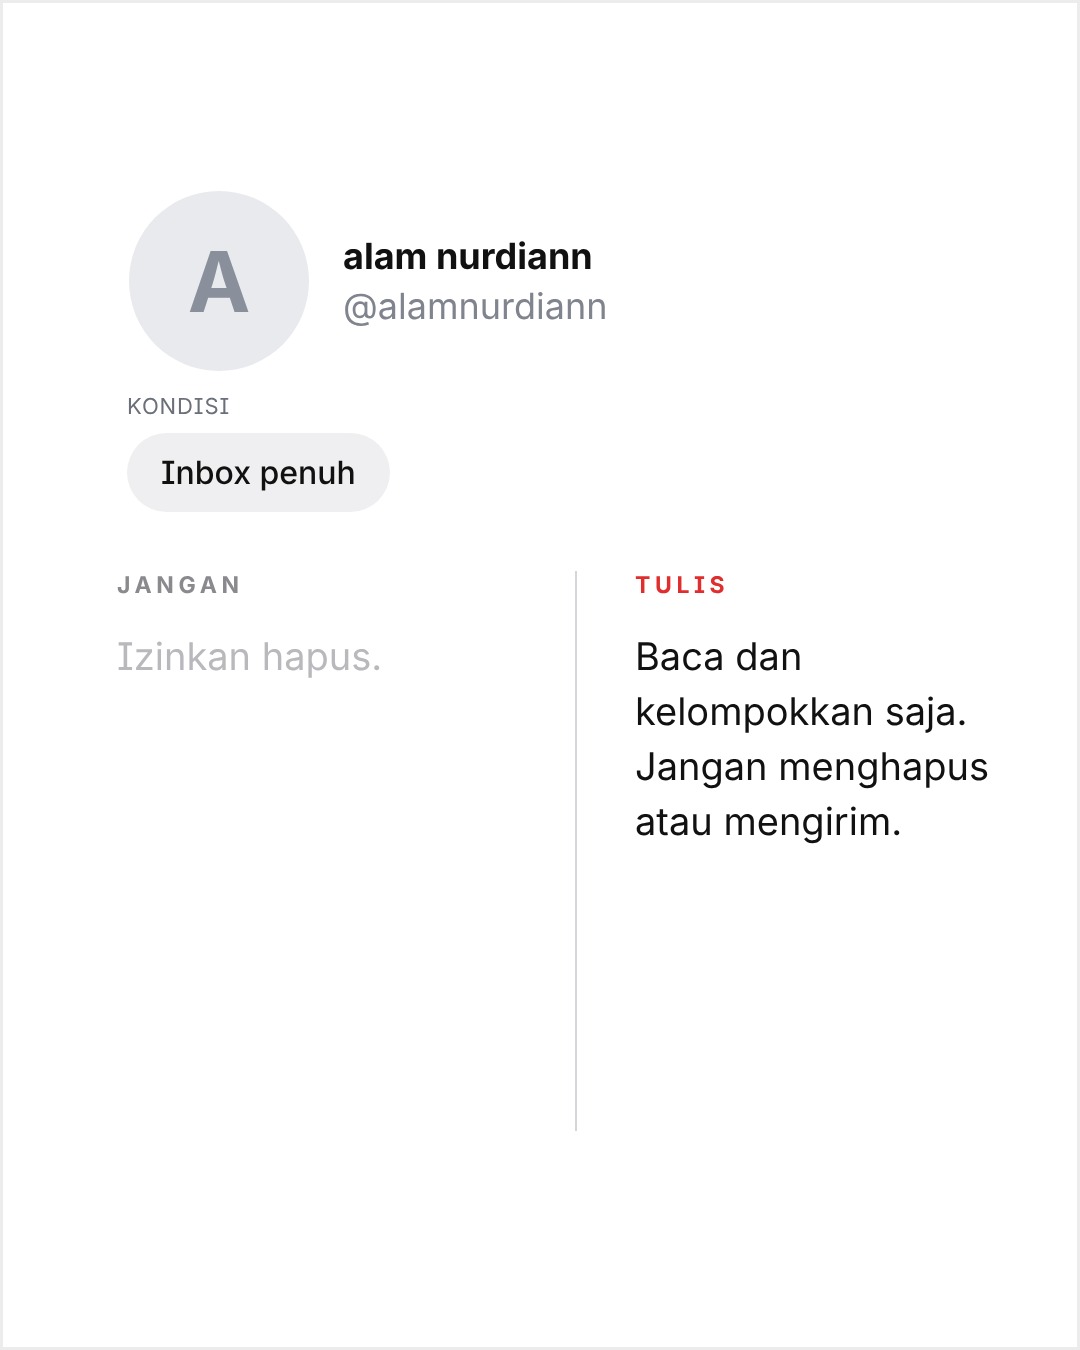 A
alam nurdiann
@alamnurdiann
KONDISI
Inbox penuh
JANGAN
Izinkan hapus.
TULIS
Baca dan
kelompokkan saja.
Jangan menghapus
atau mengirim.